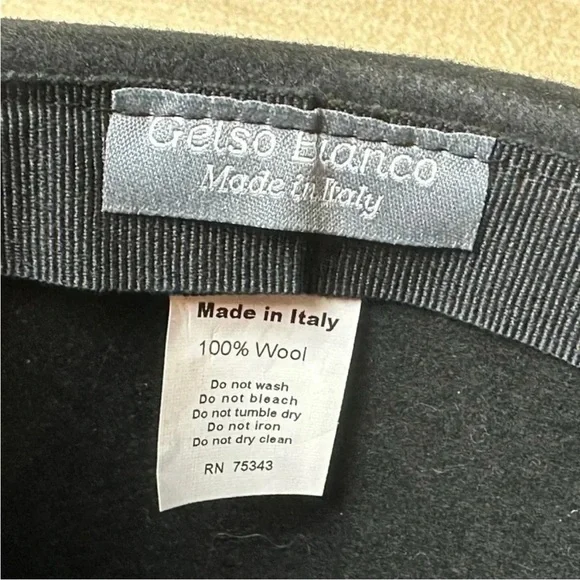 Gelso Bianco
Made in Italy
Made in Italy
100% Wool
Do not wash
Do not bleach
Do not tumble dry
Do not iron
Do not dry clean
RN 75343